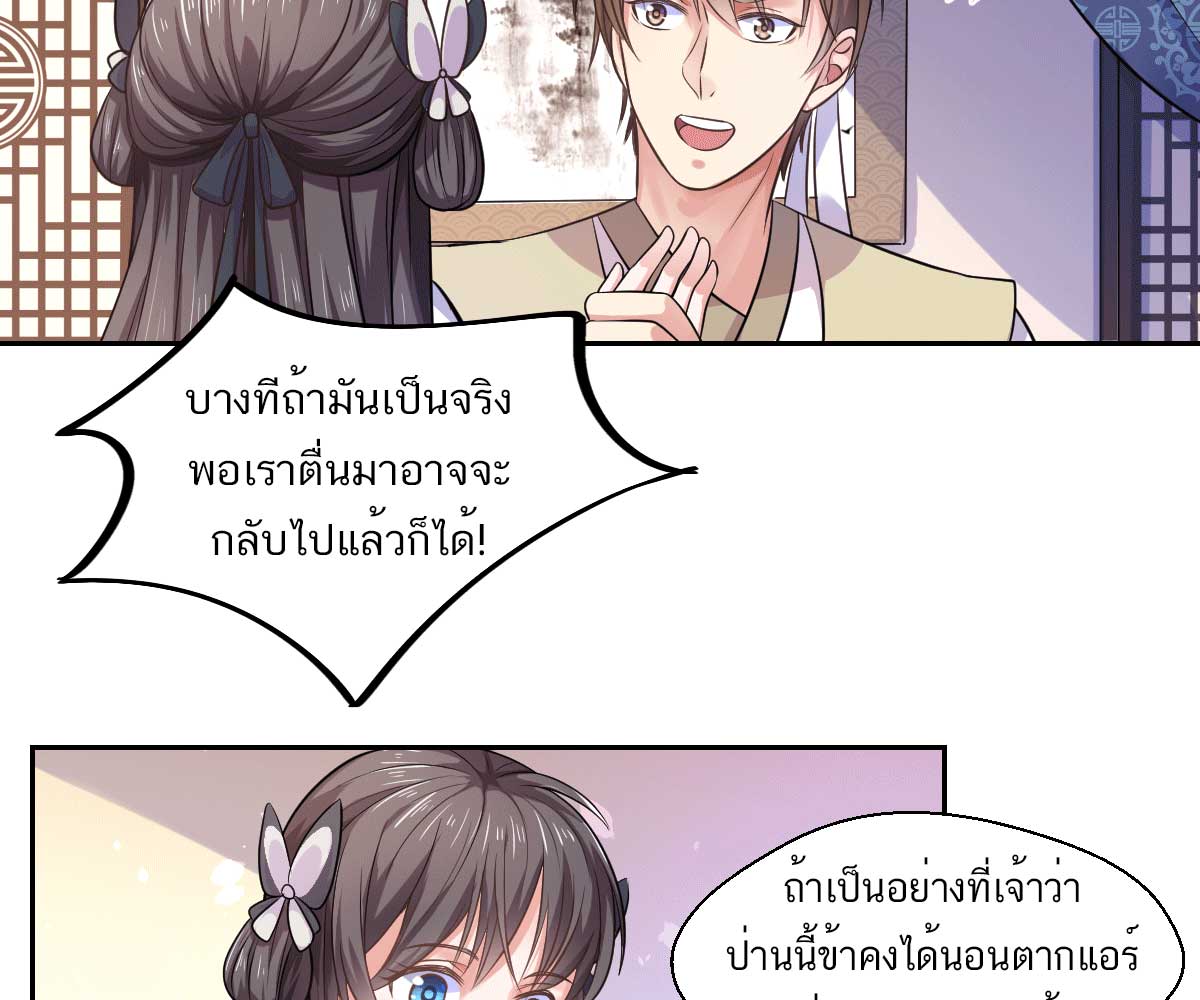 บางทีถ้ามันเป็นจริง
พอเราตื่นมาอาจจะ
กลับไปแล้วก็ได้!
ถ้าเป็นอย่างที่เจ้าว่า
ป่านนี้ข้าคงได้นอนตากแอร์